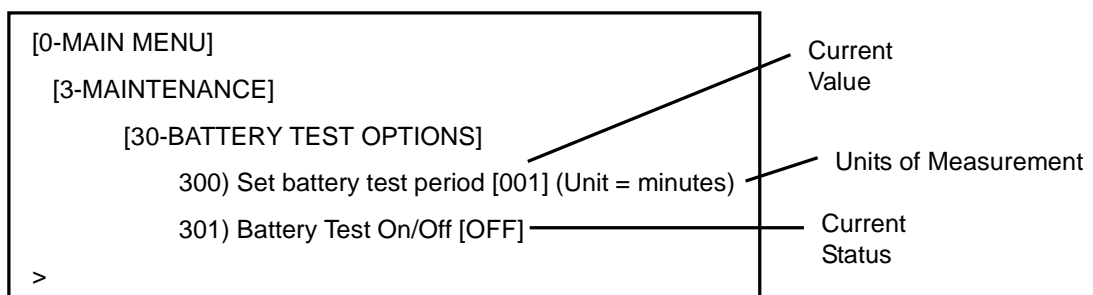 [0-MAIN MENU]
[3-MAINTENANCE]
[30-BATTERY TEST OPTIONS]
300) Set battery test period [001] (Unit = minutes)
301) Battery Test On/Off [OFF]
>
Current
Value
Units of Measurement
Current
Status